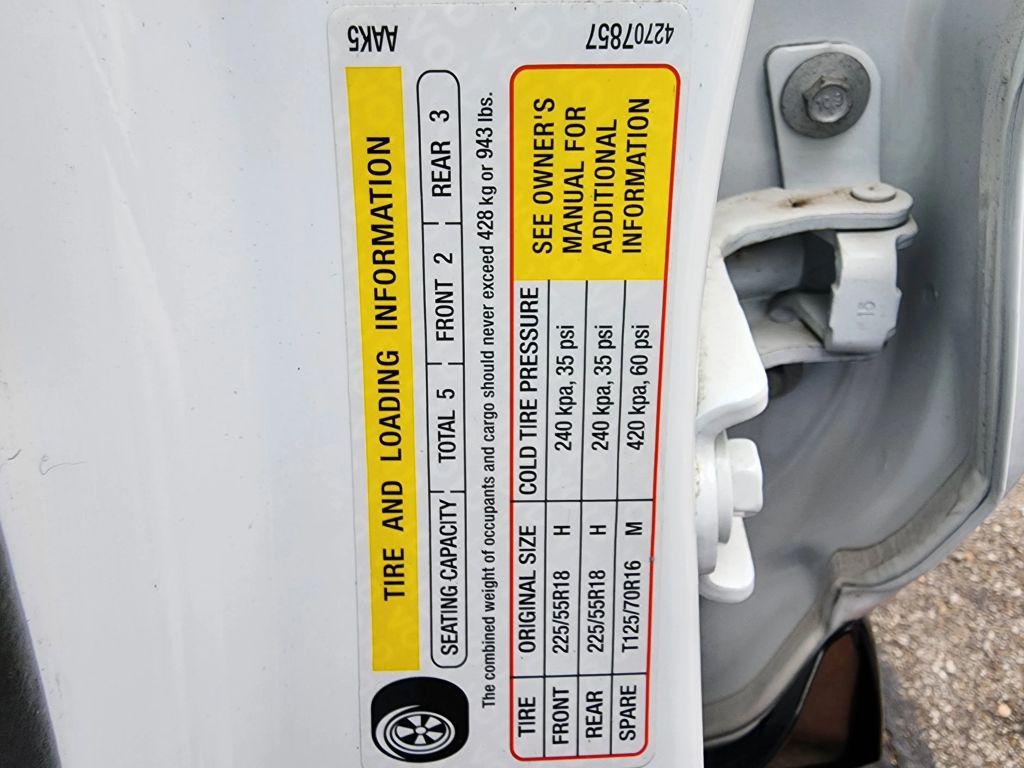 TIRE AND LOADING INFORMATION
SEATING CAPACITY TOTAL 5 FRONT 2 REAR 3
The combined weight of occupants and cargo should never exceed 428 kg or 943 lbs.
TIRE ORIGINAL SIZE COLD TIRE PRESSURE
FRONT 225/55R18 H 240 kpa, 35 psi
REAR 225/55R18 H 240 kpa, 35 psi
SPARE T125/70R16 M 420 kpa, 60 psi
SEE OWNER'S
MANUAL FOR
ADDITIONAL
INFORMATION
AAK5
42707857
15